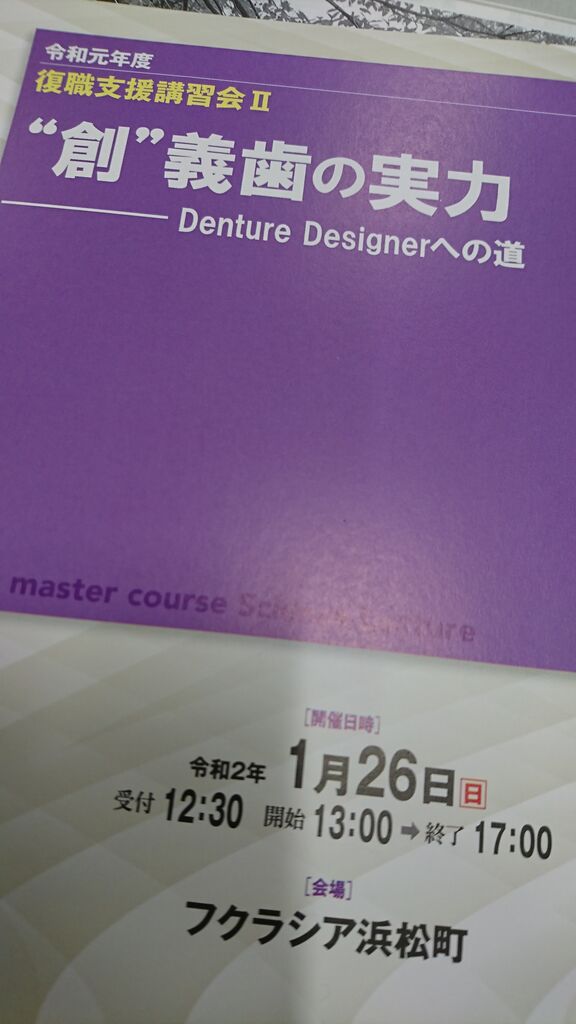 令和元年度
復職支援講習会Ⅱ
“創”義歯の実力
Denture Designerへの道
master course Science Lecture
[開催日時]
令和2年 1月26日 日
受付 12:30 開始 13:00 ➡ 終了 17:00
[会場]
フクラシア浜松町